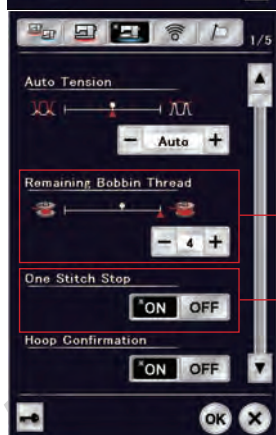 1/5
Auto Tension
− Auto +
Remaining Bobbin Thread
− 4 +
One Stitch Stop
*ON OFF
Hoop Confirmation
*ON OFF
OK X